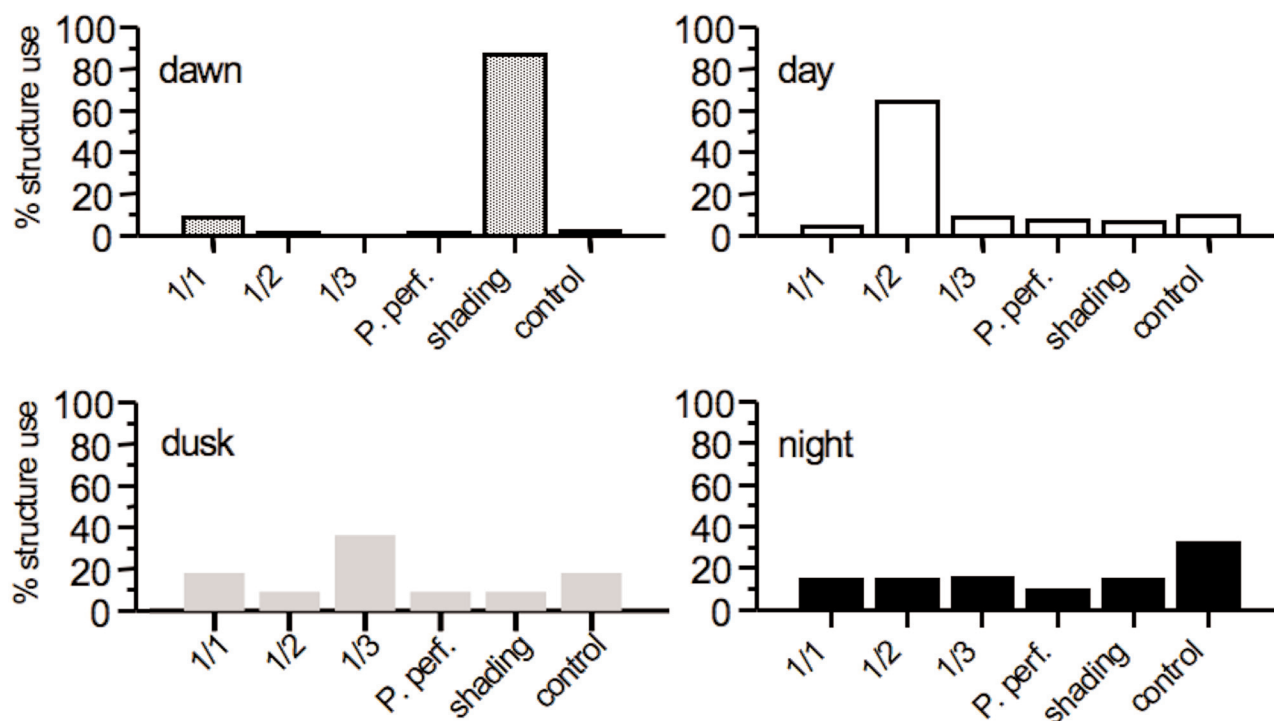 % structure use
100
80
60
40
20
0
dawn
1/1
1/2
1/3
P. perf.
shading
control
100
80
60
40
20
0
day
1/1
1/2
1/3
P. perf.
shading
control
% structure use
100
80
60
40
20
0
dusk
1/1
1/2
1/3
P. perf.
shading
control
100
80
60
40
20
0
night
1/1
1/2
1/3
P. perf.
shading
control